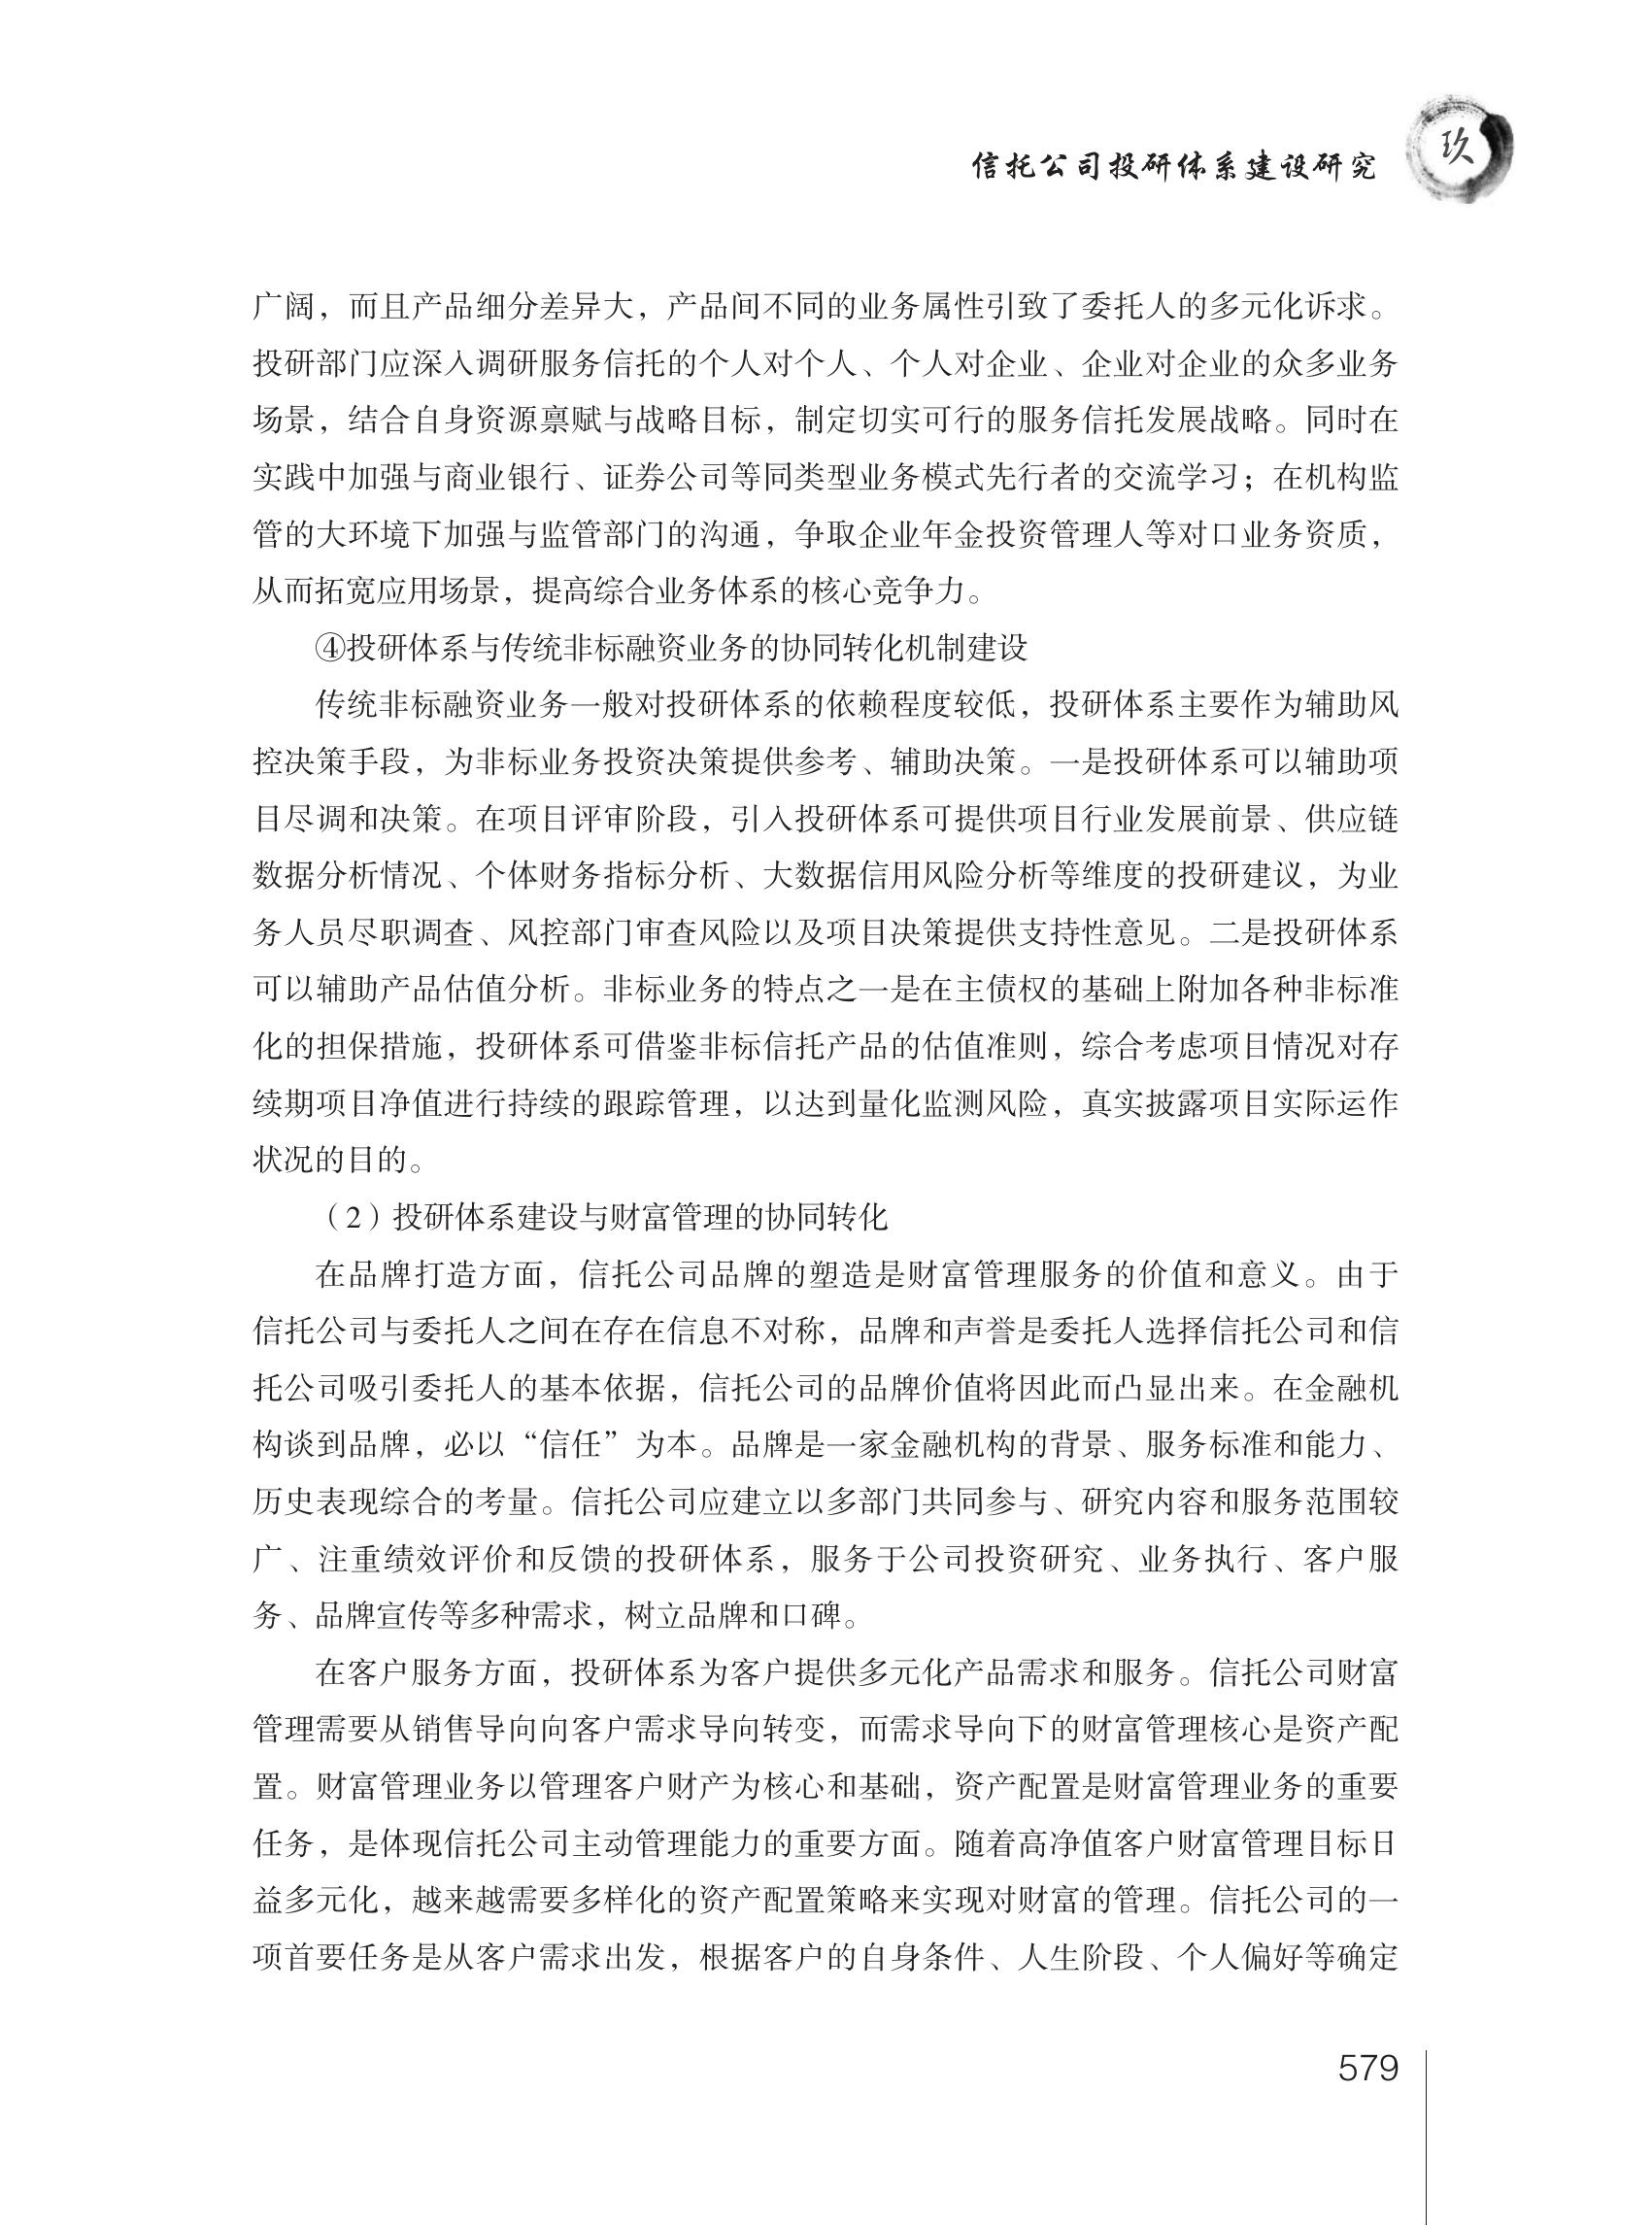 信托公司投研体系建设研究
玖
广阔，而且产品细分差异大，产品间不同的业务属性引致了委托人的多元化诉求。
投研部门应深入调研服务信托的个人对个人、个人对企业、企业对企业的众多业务
场景，结合自身资源禀赋与战略目标，制定切实可行的服务信托发展战略。同时在
实践中加强与商业银行、证券公司等同类型业务模式先行者的交流学习；在机构监
管的大环境下加强与监管部门的沟通，争取企业年金投资管理人等对口业务资质，
从而拓宽应用场景，提高综合业务体系的核心竞争力。
④投研体系与传统非标融资业务的协同转化机制建设
传统非标融资业务一般对投研体系的依赖程度较低，投研体系主要作为辅助风
控决策手段，为非标业务投资决策提供参考、辅助决策。一是投研体系可以辅助项
目尽调和决策。在项目评审阶段，引入投研体系可提供项目行业发展前景、供应链
数据分析情况、个体财务指标分析、大数据信用风险分析等维度的投研建议，为业
务人员尽职调查、风控部门审查风险以及项目决策提供支持性意见。二是投研体系
可以辅助产品估值分析。非标业务的特点之一是在主债权的基础上附加各种非标准
化的担保措施，投研体系可借鉴非标信托产品的估值准则，综合考虑项目情况对存
续期项目净值进行持续的跟踪管理，以达到量化监测风险，真实披露项目实际运作
状况的目的。
（2）投研体系建设与财富管理的协同转化
在品牌打造方面，信托公司品牌的塑造是财富管理服务的价值和意义。由于
信托公司与委托人之间在存在信息不对称，品牌和声誉是委托人选择信托公司和信
托公司吸引委托人的基本依据，信托公司的品牌价值将因此而凸显出来。在金融机
构谈到品牌，必以“信任”为本。品牌是一家金融机构的背景、服务标准和能力、
历史表现综合的考量。信托公司应建立以多部门共同参与、研究内容和服务范围较
广、注重绩效评价和反馈的投研体系，服务于公司投资研究、业务执行、客户服
务、品牌宣传等多种需求，树立品牌和口碑。
在客户服务方面，投研体系为客户提供多元化产品需求和服务。信托公司财富
管理需要从销售导向向客户需求导向转变，而需求导向下的财富管理核心是资产配
置。财富管理业务以管理客户财产为核心和基础，资产配置是财富管理业务的重要
任务，是体现信托公司主动管理能力的重要方面。随着高净值客户财富管理目标日
益多元化，越来越需要多样化的资产配置策略来实现对财富的管理。信托公司的一
项首要任务是从客户需求出发，根据客户的自身条件、人生阶段、个人偏好等确定
579